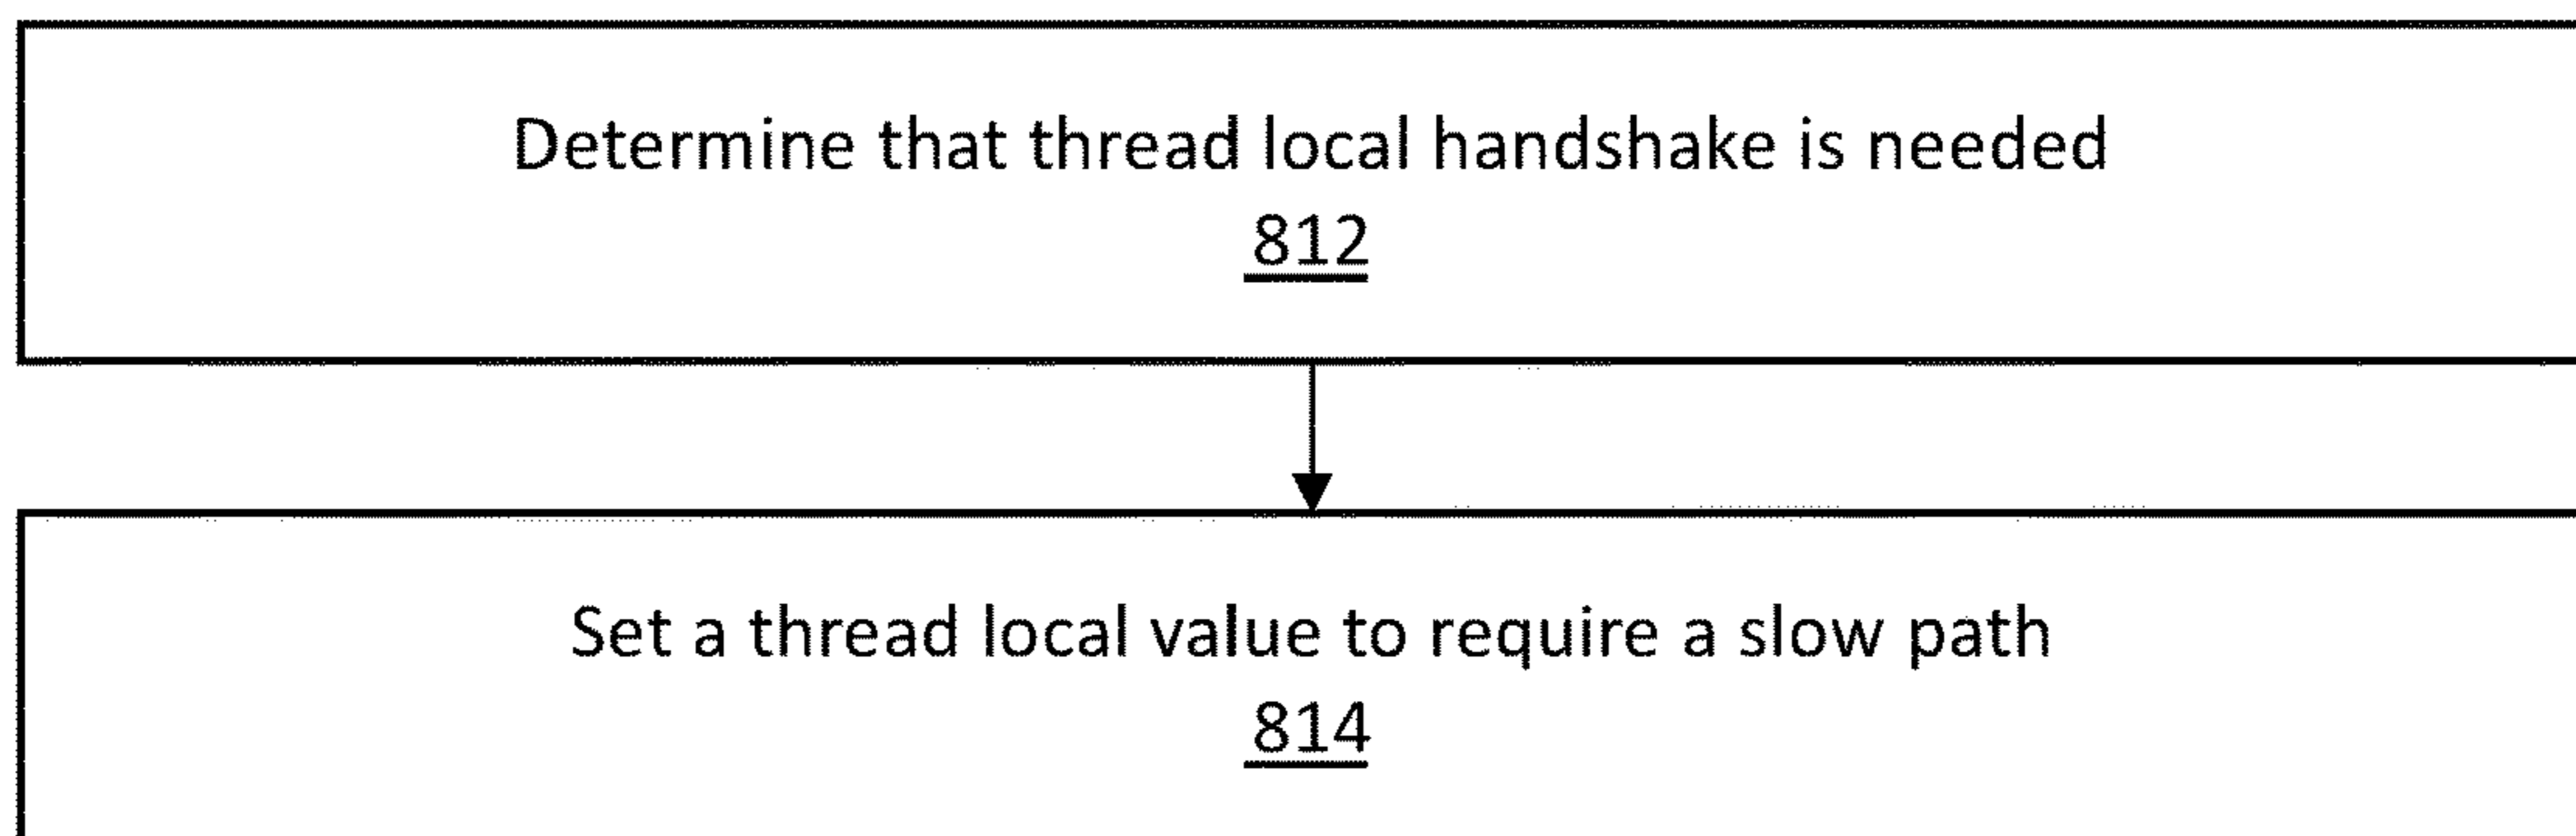 Determine that thread local handshake is needed
812
Set a thread local value to require a slow path
814